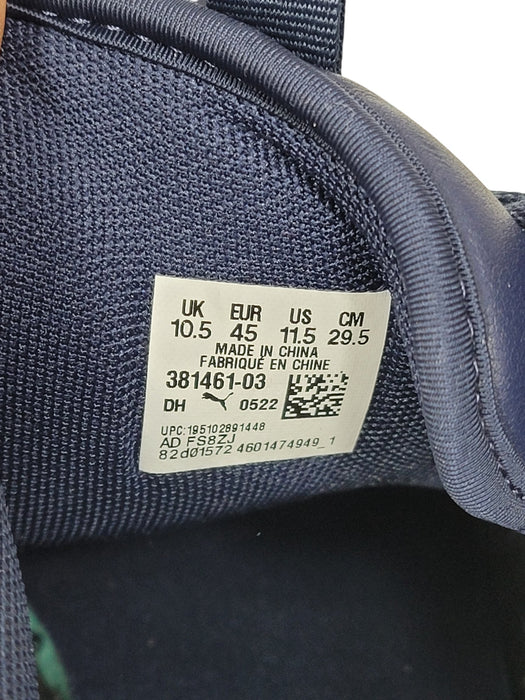 UK EUR US CM
10.5 45 11.5 29.5
MADE IN CHINA
FABRIQUÉ EN CHINE
381461-03
DH 0522
UPC:195102891448
AD FS8ZJ
82d01572 4601474949_1